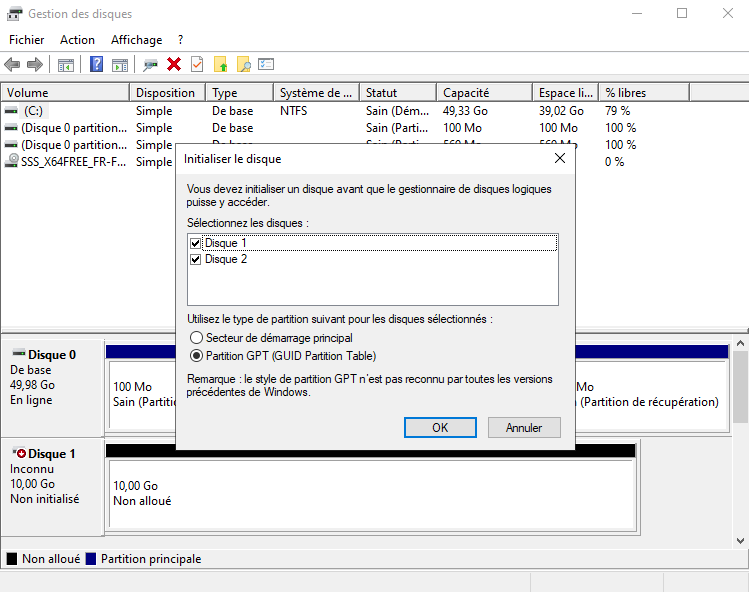 Gestion des disques
Fichier Action Affichage ?
Volume Disposition Type Système de ... Statut Capacité Espace li... % libres
(C:) Simple De base NTFS Sain (Dém... 49,33 Go 39,02 Go 79 %
(Disque 0 partition... Simple De base Sain (Parti... 100 Mo 100 Mo 100 %
(Disque 0 partition... Simple De base Sain (Parti... 560 Mo 560 Mo 100 %
SSS_X64FREE_FR-F... Simple 0 %
Initialiser le disque
Vous devez initialiser un disque avant que le gestionnaire de disques logiques
puisse y accéder.
Sélectionnez les disques :
Disque 1
Disque 2
Utilisez le type de partition suivant pour les disques sélectionnés :
Secteur de démarrage principal
Partition GPT (GUID Partition Table)
Remarque : le style de partition GPT n'est pas reconnu par toutes les versions
précédentes de Windows.
OK Annuler
Disque 0
De base
49,98 Go
En ligne
100 Mo
Sain (Partiti
Mo
(Partition de récupération)
Disque 1
Inconnu
10,00 Go
Non initialisé
10,00 Go
Non alloué
Non alloué Partition principale